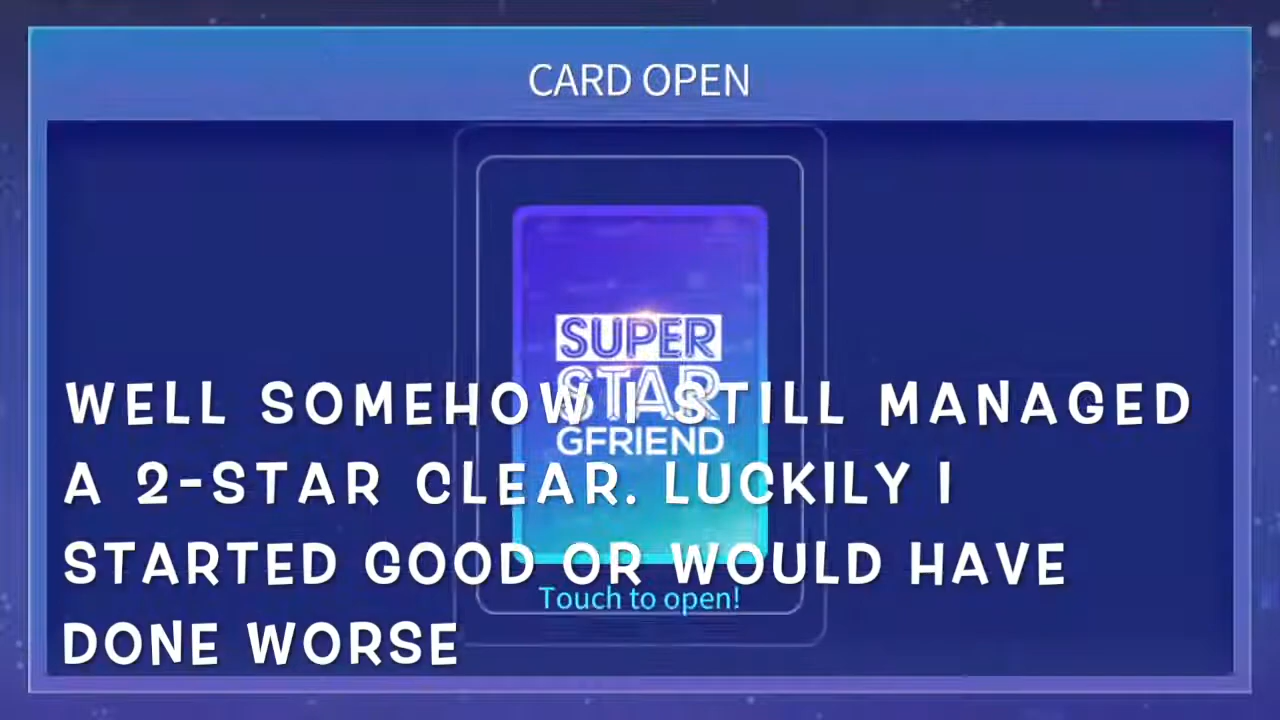 CARD OPEN
SUPER
STAR
GFRIEND
WELL SOMEHOW I STILL MANAGED
A 2-STAR CLEAR. LUCKILY I
STARTED GOOD OR WOULD HAVE
Touch to open!
DONE WORSE